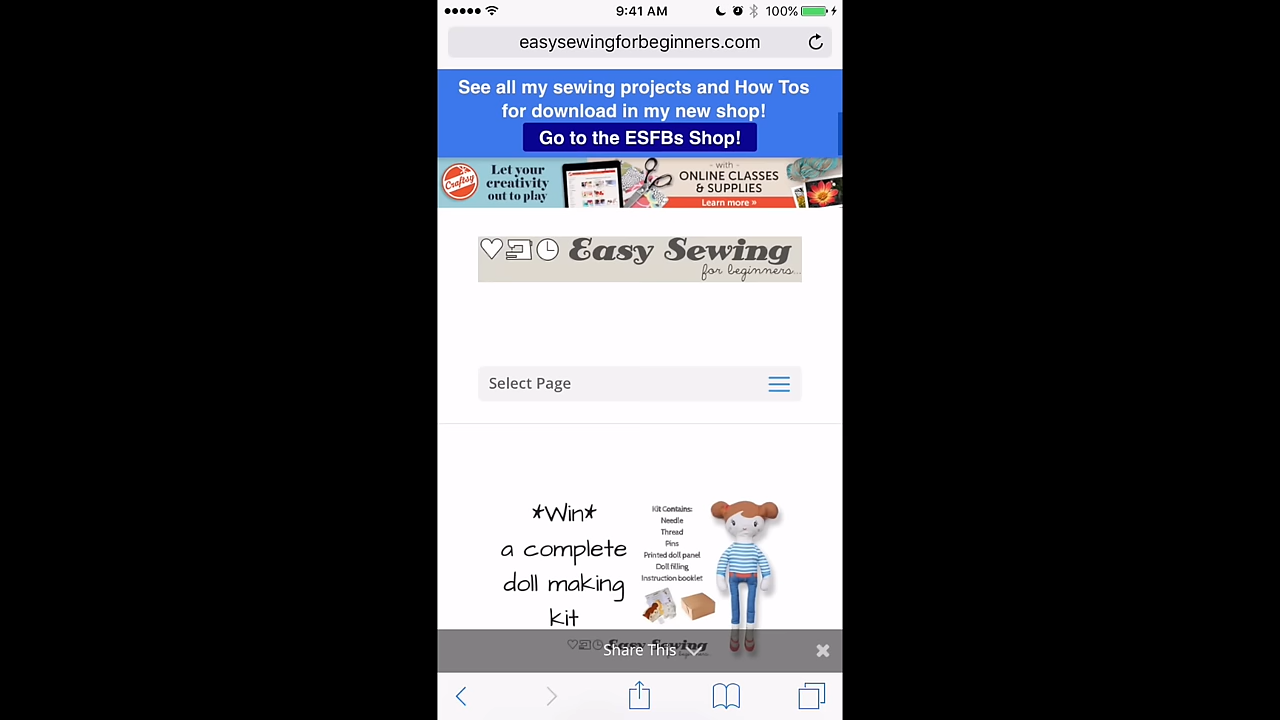 9:41 AM
100%
easysewingforbeginners.com
See all my sewing projects and How Tos
for download in my new shop!
Go to the ESFBs Shop!
Craftsy
Let your
creativity
out to play
- with -
ONLINE CLASSES
& SUPPLIES
Learn more »
Easy Sewing
for beginners...
Select Page
*Win*
a complete
doll making
kit
Kit Contains:
Needle
Thread
Pins
Printed doll panel
Doll filling
Instruction booklet
Easy Sewing
Share This